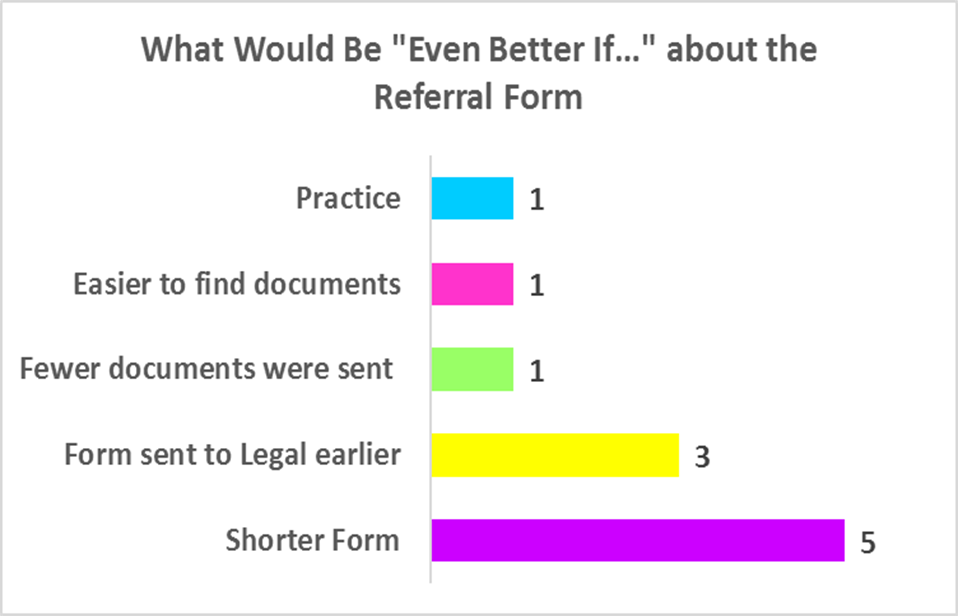 What Would Be "Even Better If…" about the
Referral Form
Practice 1
Easier to find documents 1
Fewer documents were sent 1
Form sent to Legal earlier 3
Shorter Form 5